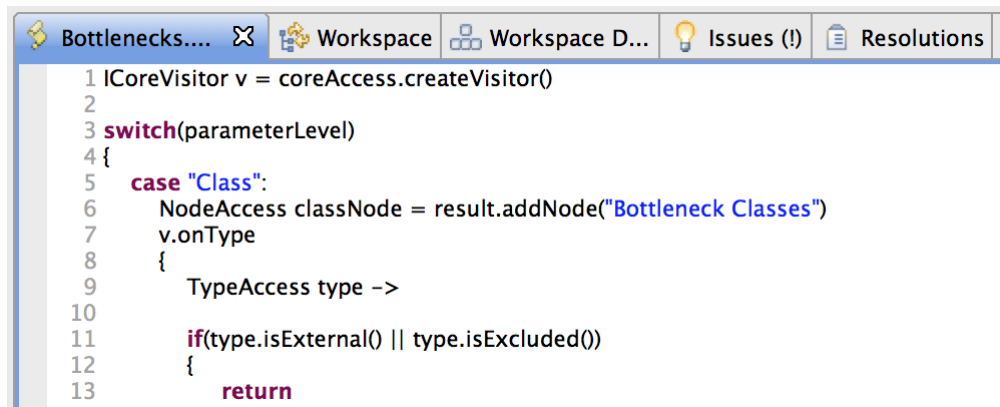 Bottlenecks.... Workspace Workspace D... Issues (!) Resolutions
1 ICoreVisitor v = coreAccess.createVisitor()
2
3 switch(parameterLevel)
4 {
5 case "Class":
6 NodeAccess classNode = result.addNode("Bottleneck Classes")
7 v.onType
8 {
9 TypeAccess type ->
10
11 if(type.isExternal() || type.isExcluded())
12 {
13 return